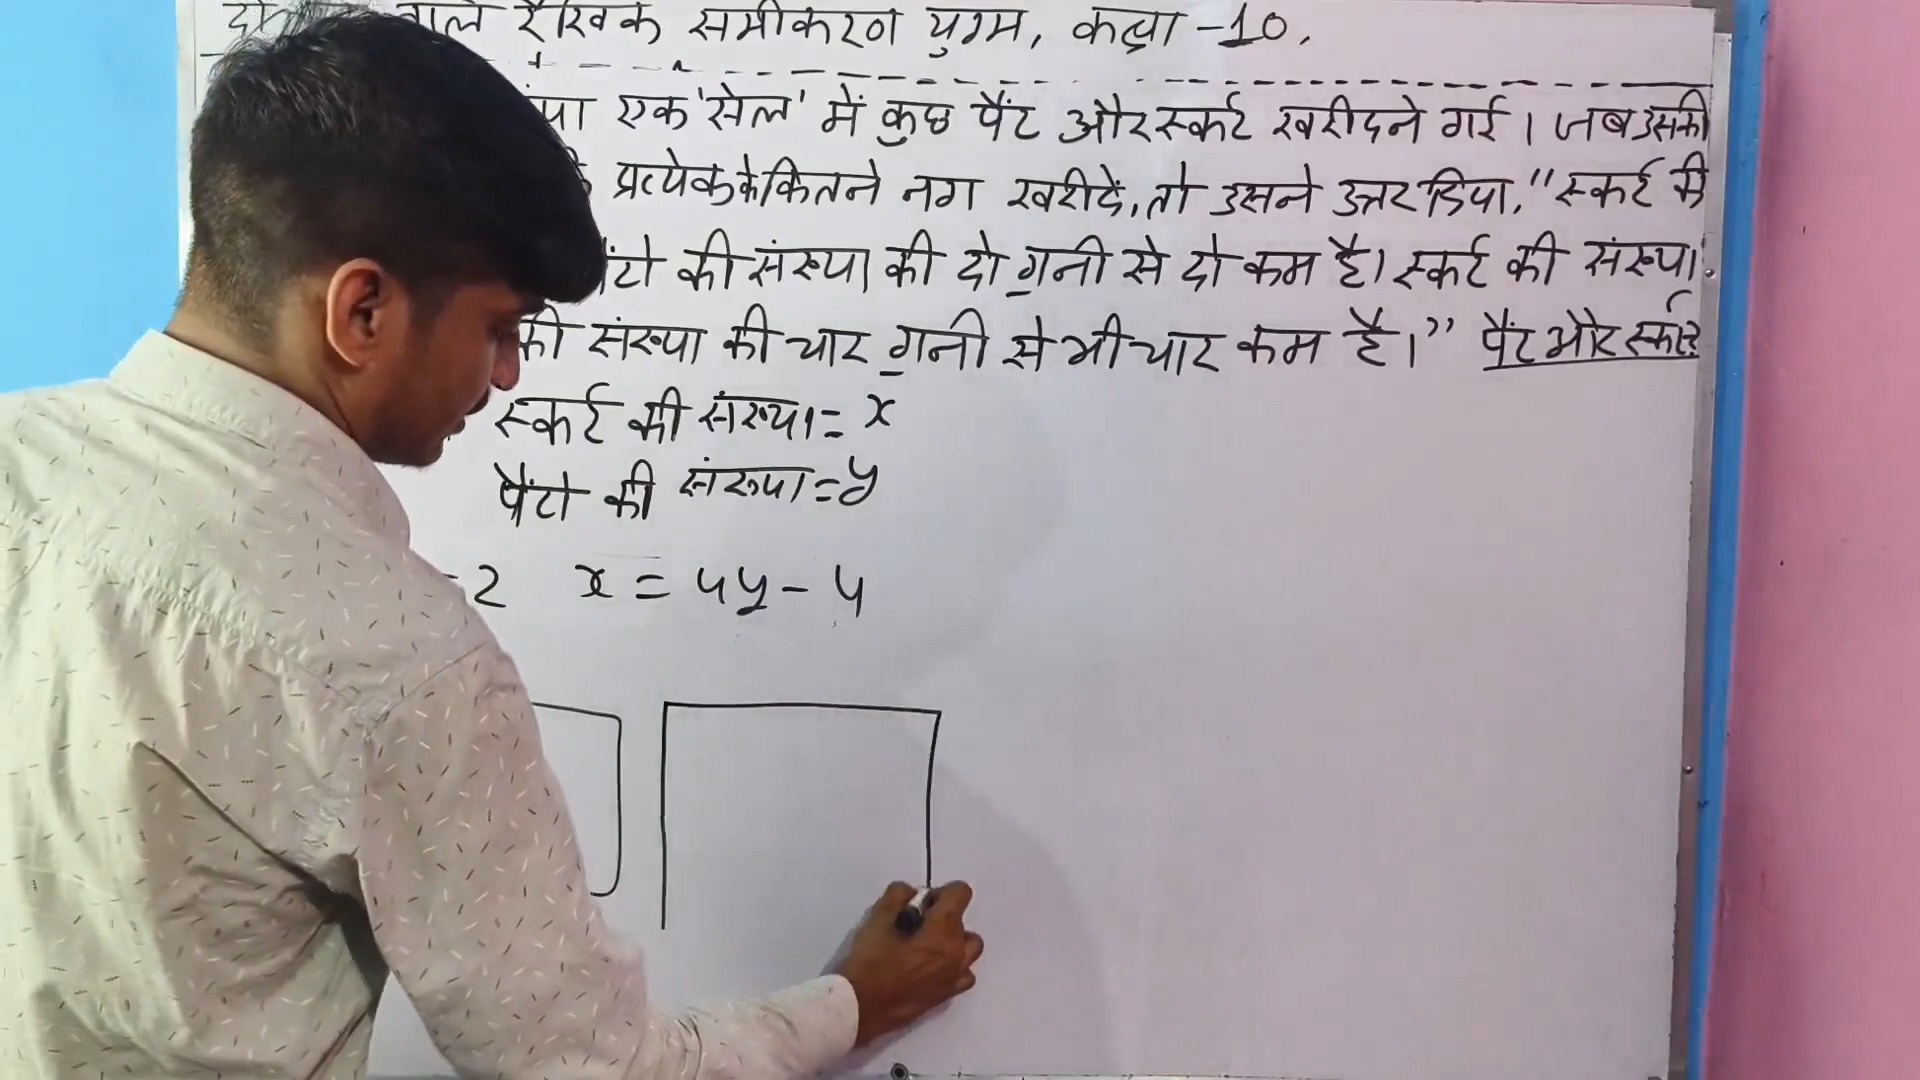 वाले रैखिक समीकरण युग्म, कक्षा -10,
एक 'सेल' में कुछ पैंट और स्कर्ट खरीदने गई। जब उसकी
प्रत्येक के कितने नग खरीदें, तो उसने उत्तर दिया, "स्कर्ट की
की संख्या की दो गुनी से दो कम है। स्कर्ट की संख्या
की संख्या की चार गुनी से भी चार कम है।" पैंट और स्कर्ट?
स्कर्ट की संख्या = x
पैंटो की संख्या = y
-2 x = 4y - 4